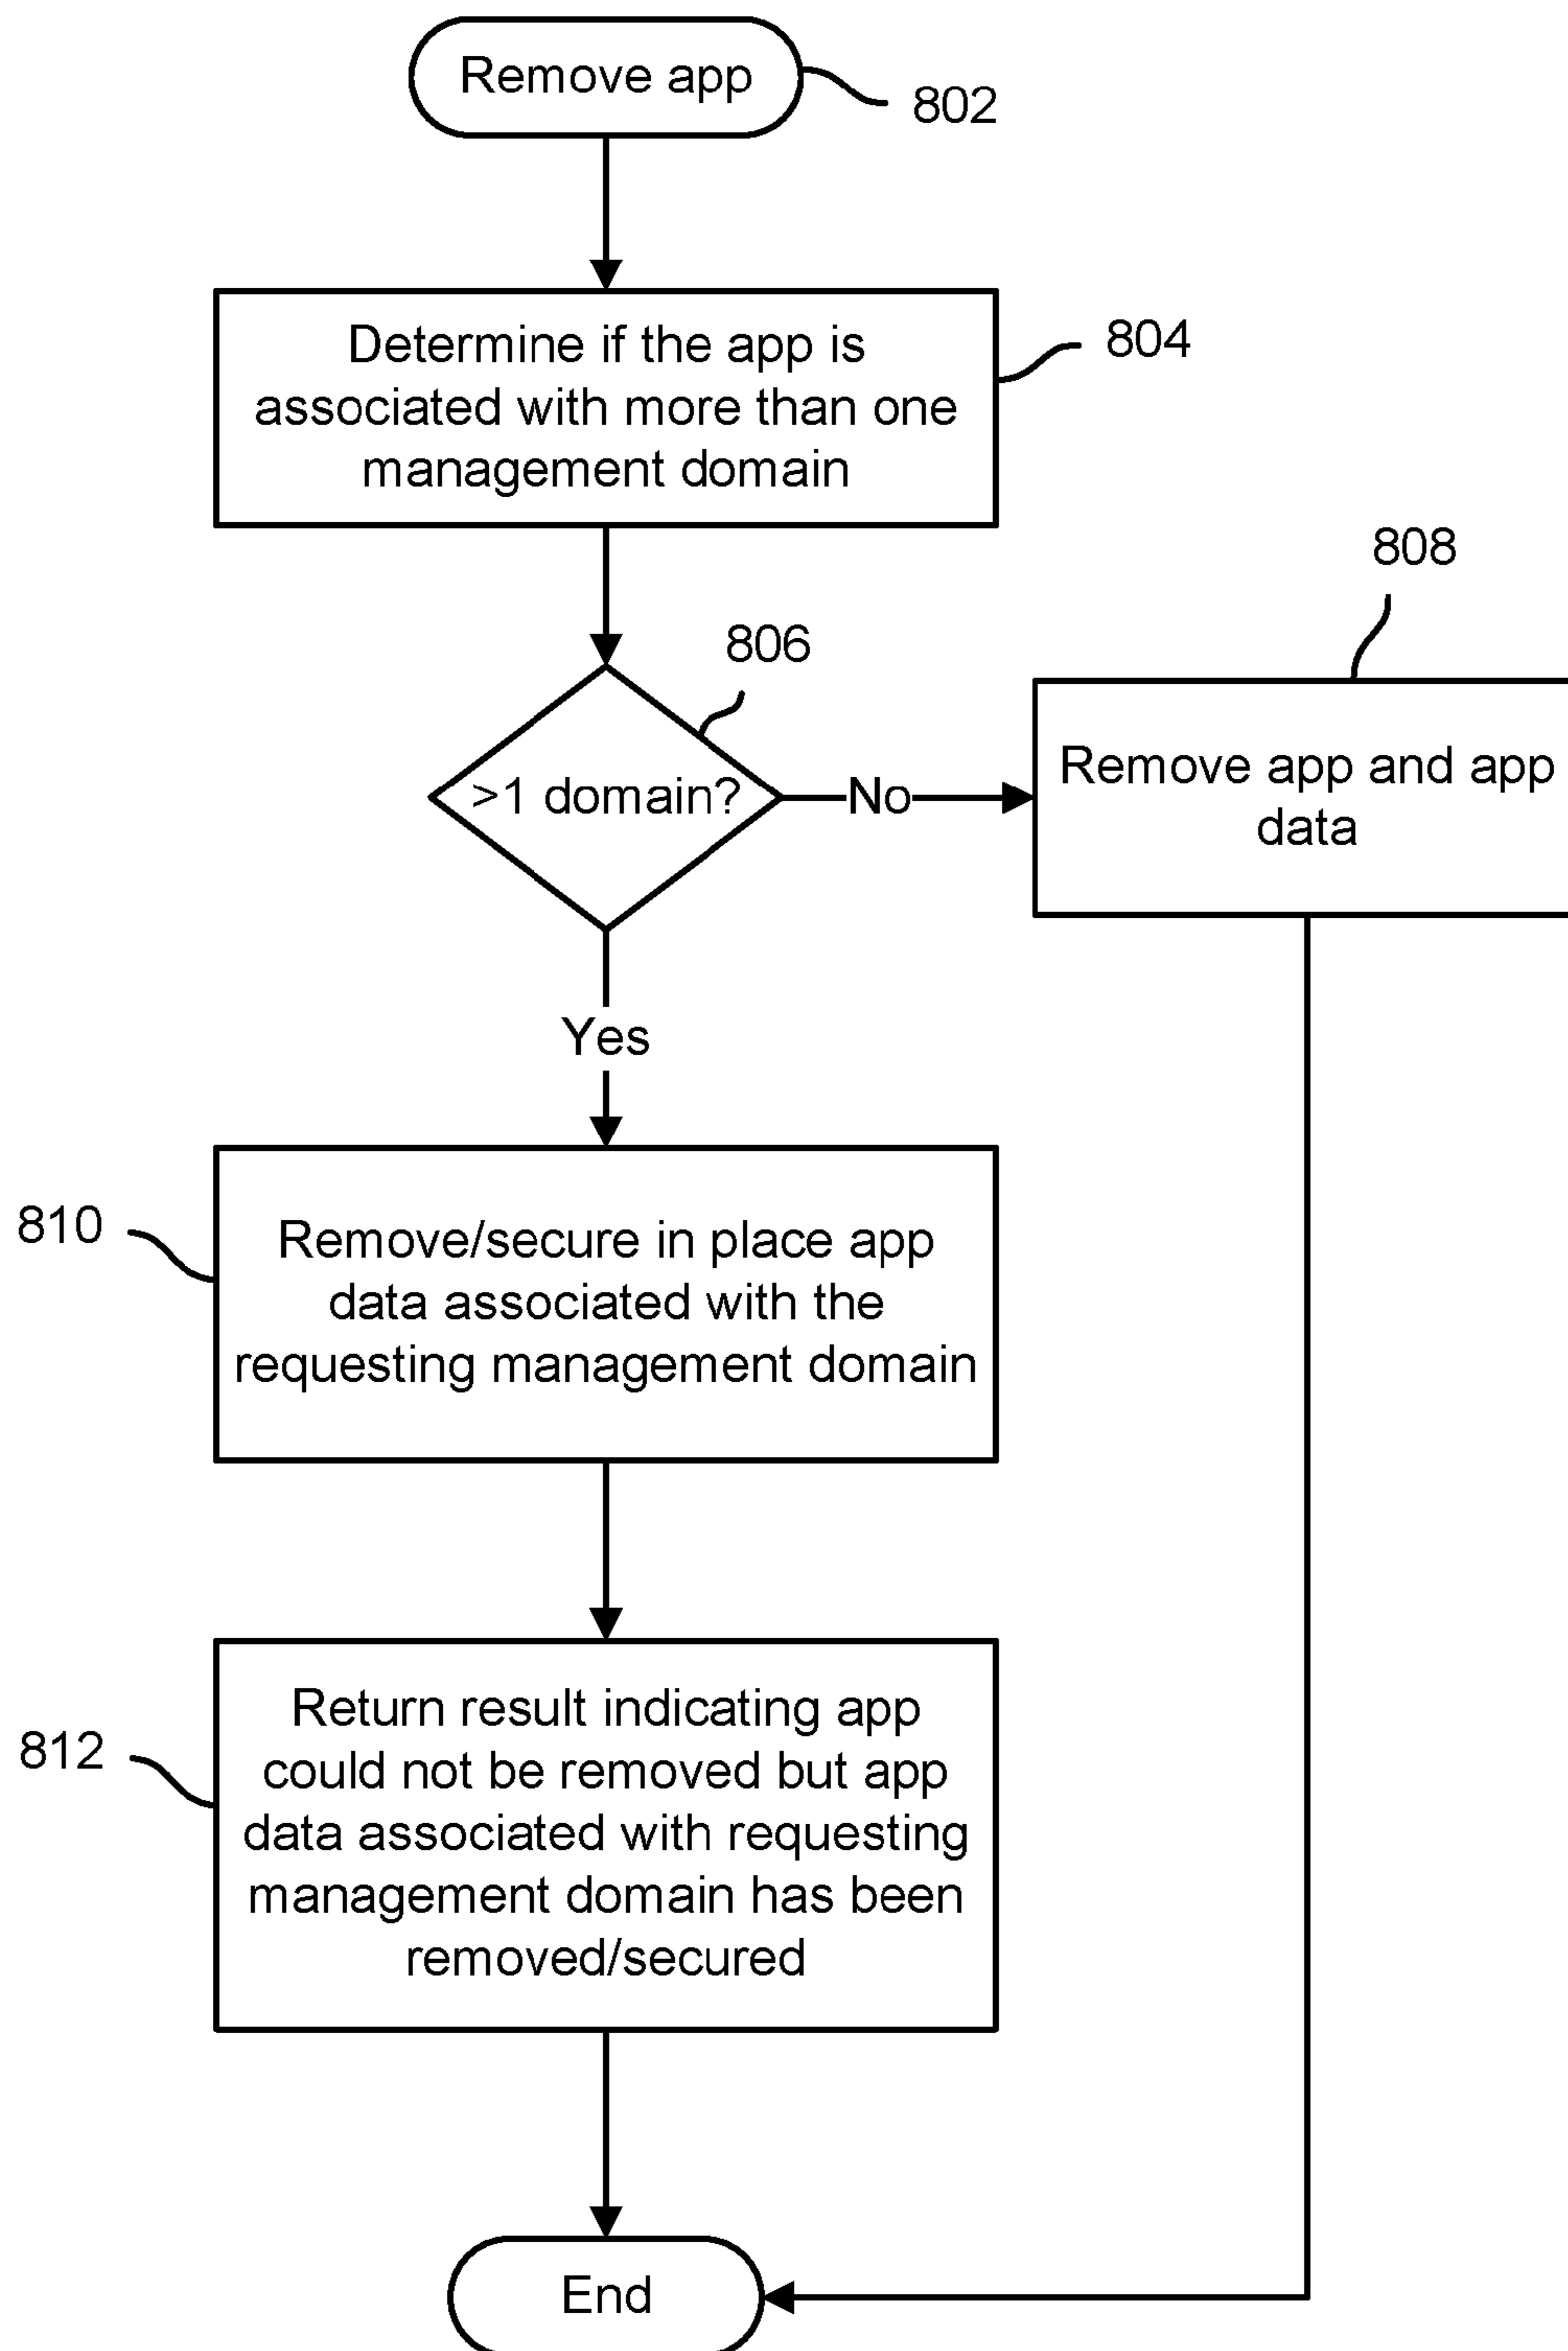 Remove app
802
Determine if the app is
associated with more than one
management domain
804
806
>1 domain?
No
808
Remove app and app
data
Yes
810
Remove/secure in place app
data associated with the
requesting management domain
812
Return result indicating app
could not be removed but app
data associated with requesting
management domain has been
removed/secured
End